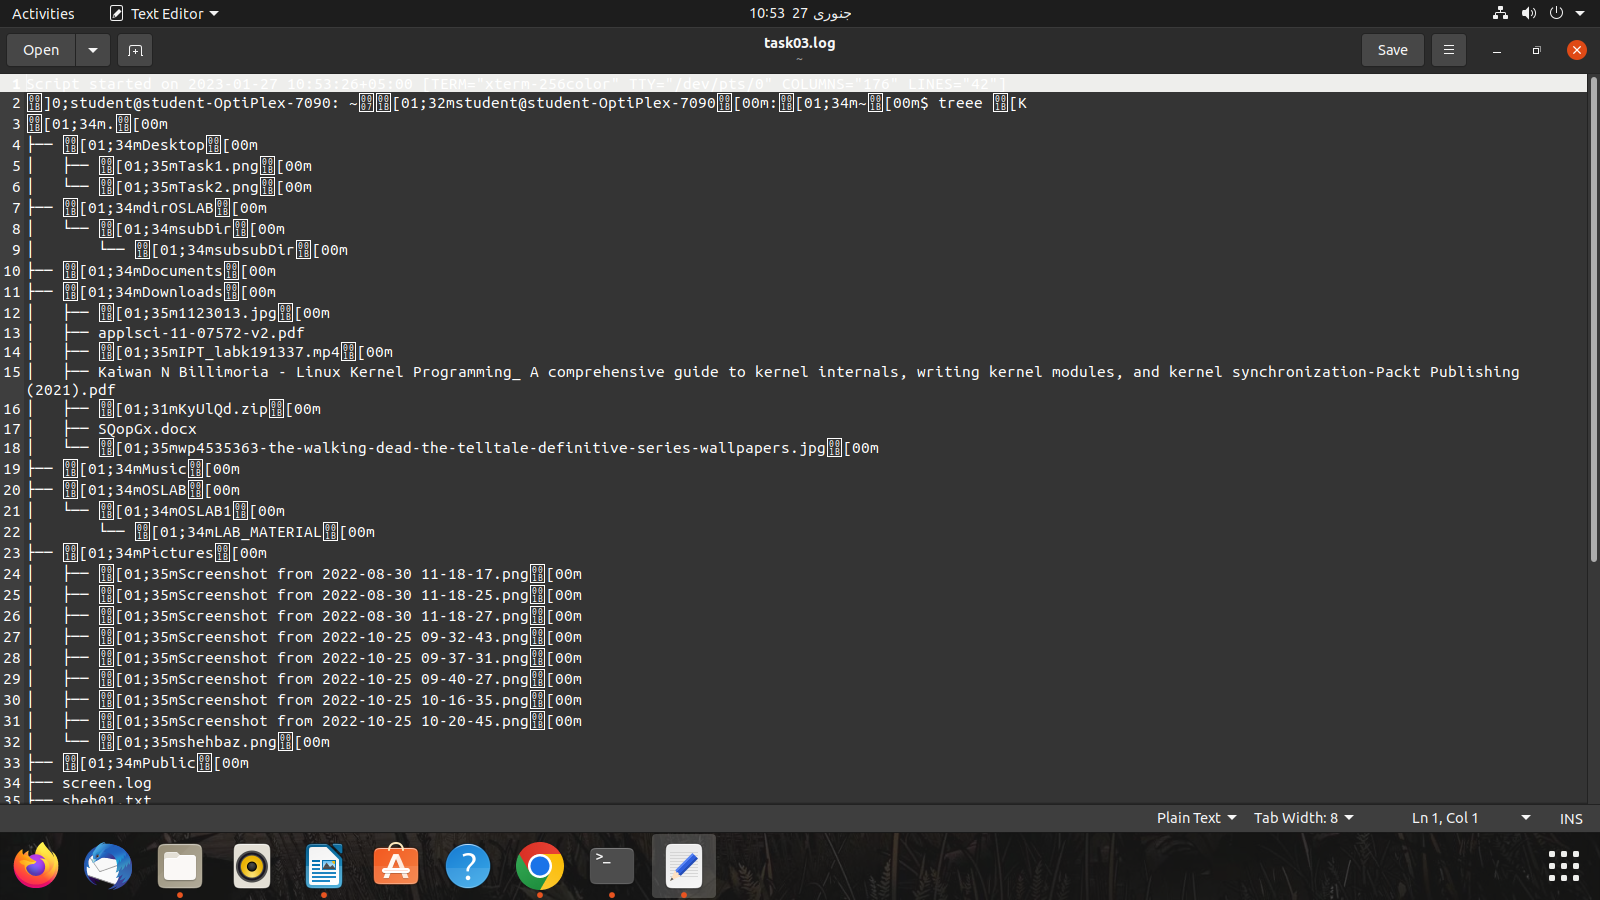 Activities Text Editor 10:53 27 جنوری
Open task03.log Save
~
1 Script started on 2023-01-27 10:53:26+05:00 [TERM="xterm-256color" TTY="/dev/pts/0" COLUMNS="176" LINES="42"]
2 ]0;student@student-OptiPlex-7090: ~[01;32mstudent@student-OptiPlex-7090[00m:[01;34m~[00m$ treee [K
3 [01;34m.[00m
4 ├── [01;34mDesktop[00m
5 │   ├── [01;35mTask1.png[00m
6 │   └── [01;35mTask2.png[00m
7 ├── [01;34mdirOSLAB[00m
8 │   └── [01;34msubDir[00m
9 │       └── [01;34msubsubDir[00m
10 ├── [01;34mDocuments[00m
11 ├── [01;34mDownloads[00m
12 │   ├── [01;35m1123013.jpg[00m
13 │   ├── applsci-11-07572-v2.pdf
14 │   ├── [01;35mIPT_labk191337.mp4[00m
15 │   ├── Kaiwan N Billimoria - Linux Kernel Programming_ A comprehensive guide to kernel internals, writing kernel modules, and kernel synchronization-Packt Publishing
(2021).pdf
16 │   ├── [01;31mKyUlQd.zip[00m
17 │   ├── SQopGx.docx
18 │   └── [01;35mwp4535363-the-walking-dead-the-telltale-definitive-series-wallpapers.jpg[00m
19 ├── [01;34mMusic[00m
20 ├── [01;34mOSLAB[00m
21 │   └── [01;34mOSLAB1[00m
22 │       └── [01;34mLAB_MATERIAL[00m
23 ├── [01;34mPictures[00m
24 │   ├── [01;35mScreenshot from 2022-08-30 11-18-17.png[00m
25 │   ├── [01;35mScreenshot from 2022-08-30 11-18-25.png[00m
26 │   ├── [01;35mScreenshot from 2022-08-30 11-18-27.png[00m
27 │   ├── [01;35mScreenshot from 2022-10-25 09-32-43.png[00m
28 │   ├── [01;35mScreenshot from 2022-10-25 09-37-31.png[00m
29 │   ├── [01;35mScreenshot from 2022-10-25 09-40-27.png[00m
30 │   ├── [01;35mScreenshot from 2022-10-25 10-16-35.png[00m
31 │   ├── [01;35mScreenshot from 2022-10-25 10-20-45.png[00m
32 │   └── [01;35mshehbaz.png[00m
33 ├── [01;34mPublic[00m
34 ├── screen.log
35 ├── sheh01.txt
Plain Text Tab Width: 8 Ln 1, Col 1 INS